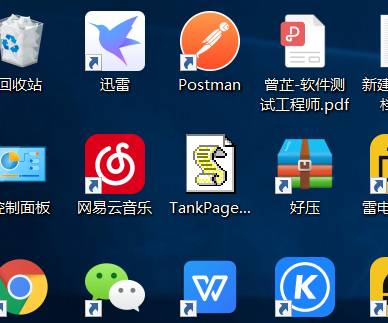 回收站
迅雷
Postman
曾芷-软件测
试工程师.pdf
新建
档
控制面板
网易云音乐
TankPage...
好压
雷电